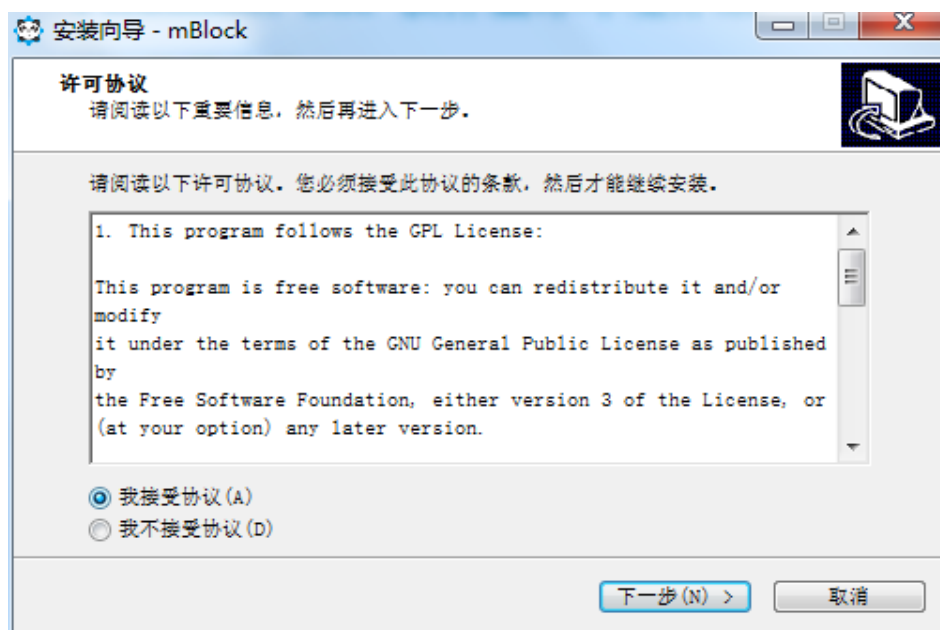 安装向导 - mBlock
许可协议
请阅读以下重要信息，然后再进入下一步。
请阅读以下许可协议。您必须接受此协议的条款，然后才能继续安装。
1. This program follows the GPL License:
This program is free software: you can redistribute it and/or
modify
it under the terms of the GNU General Public License as published
by
the Free Software Foundation, either version 3 of the License, or
(at your option) any later version.
我接受协议(A)
我不接受协议(D)
下一步(N) >
取消